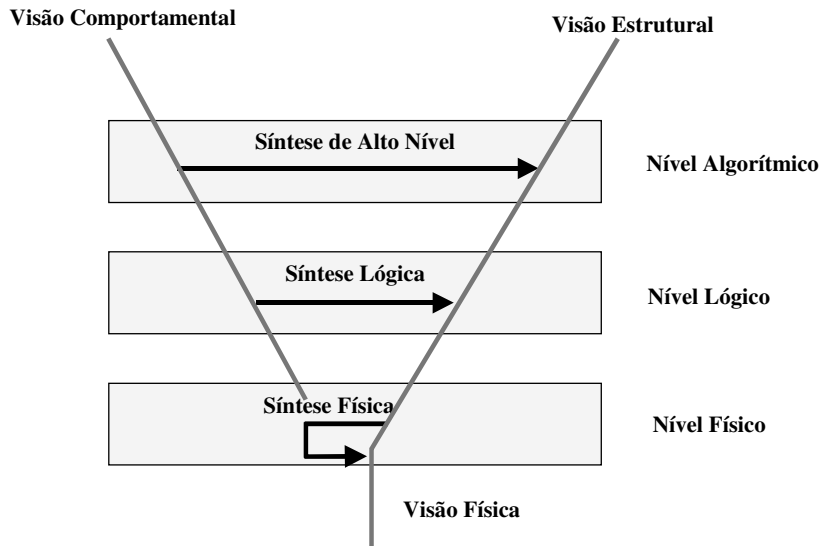 Visão Comportamental
Visão Estrutural
Síntese de Alto Nível
Nível Algorítmico
Síntese Lógica
Nível Lógico
Síntese Física
Nível Físico
Visão Física